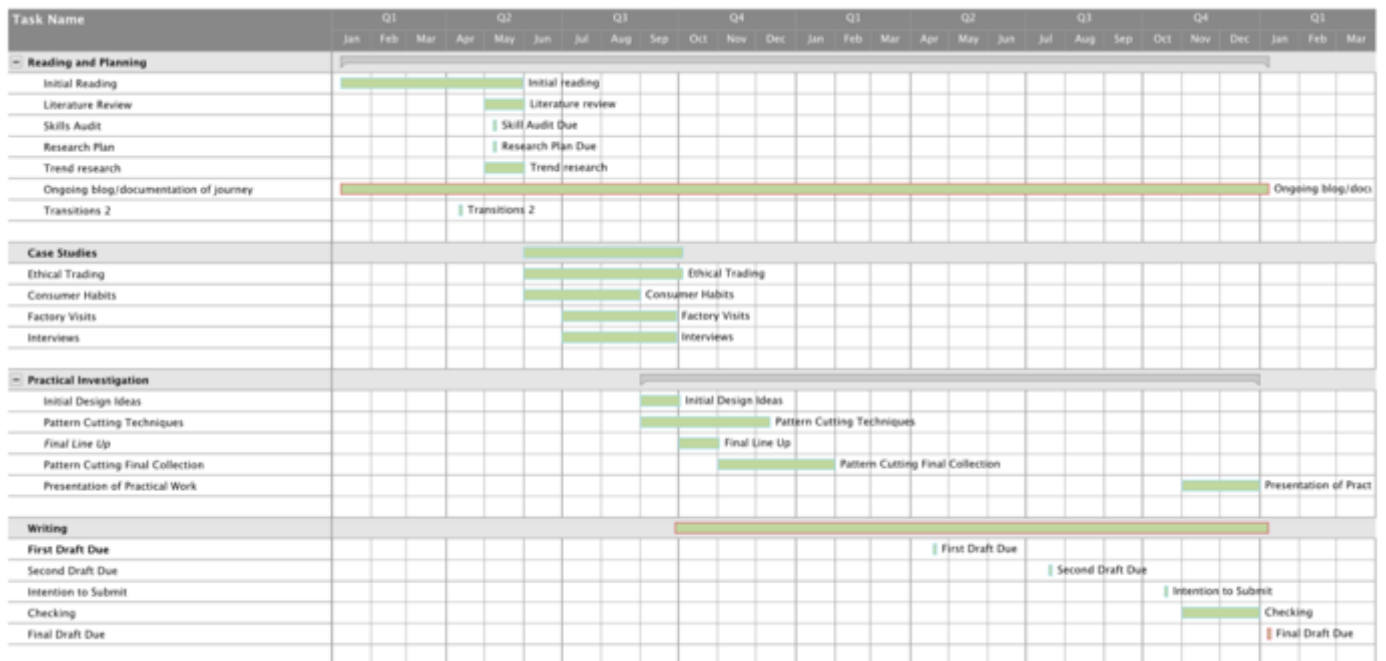 Task Name Q1 Q2 Q3 Q4 Q1 Q2 Q3 Q4 Q1
Jan Feb Mar Apr May Jun Jul Aug Sep Oct Nov Dec Jan Feb Mar Apr May Jun Jul Aug Sep Oct Nov Dec Jan Feb Mar
Reading and Planning
Initial Reading Initial reading
Literature Review Literature review
Skills Audit Skill Audit Due
Research Plan Research Plan Due
Trend research Trend research
Ongoing blog/documentation of journey Ongoing blog/docu
Transitions 2 Transitions 2
Case Studies
Ethical Trading Ethical Trading
Consumer Habits Consumer Habits
Factory Visits Factory Visits
Interviews Interviews
Practical Investigation
Initial Design Ideas Initial Design Ideas
Pattern Cutting Techniques Pattern Cutting Techniques
Final Line Up Final Line Up
Pattern Cutting Final Collection Pattern Cutting Final Collection
Presentation of Practical Work Presentation of Pract
Writing
First Draft Due First Draft Due
Second Draft Due Second Draft Due
Intention to Submit Intention to Submit
Checking Checking
Final Draft Due Final Draft Due